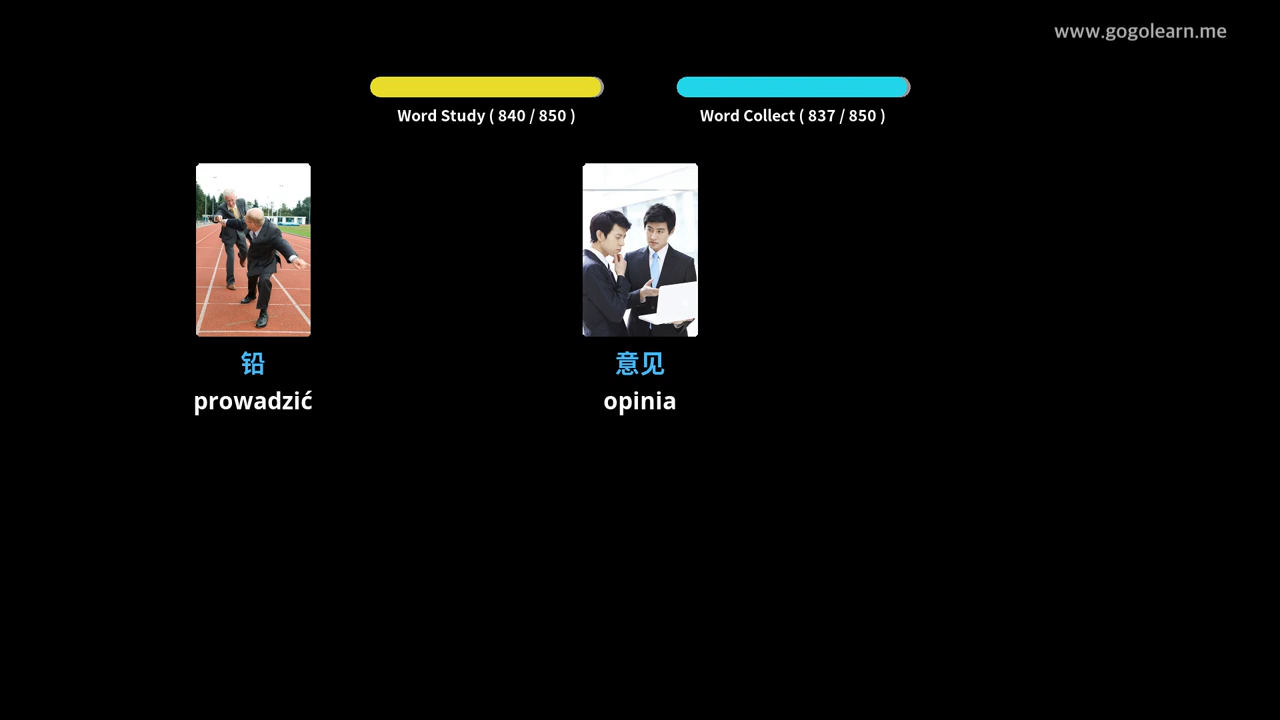 www.gogolearn.me
Word Study ( 840 / 850 )
Word Collect ( 837 / 850 )
铅
prowadzić
意见
opinia